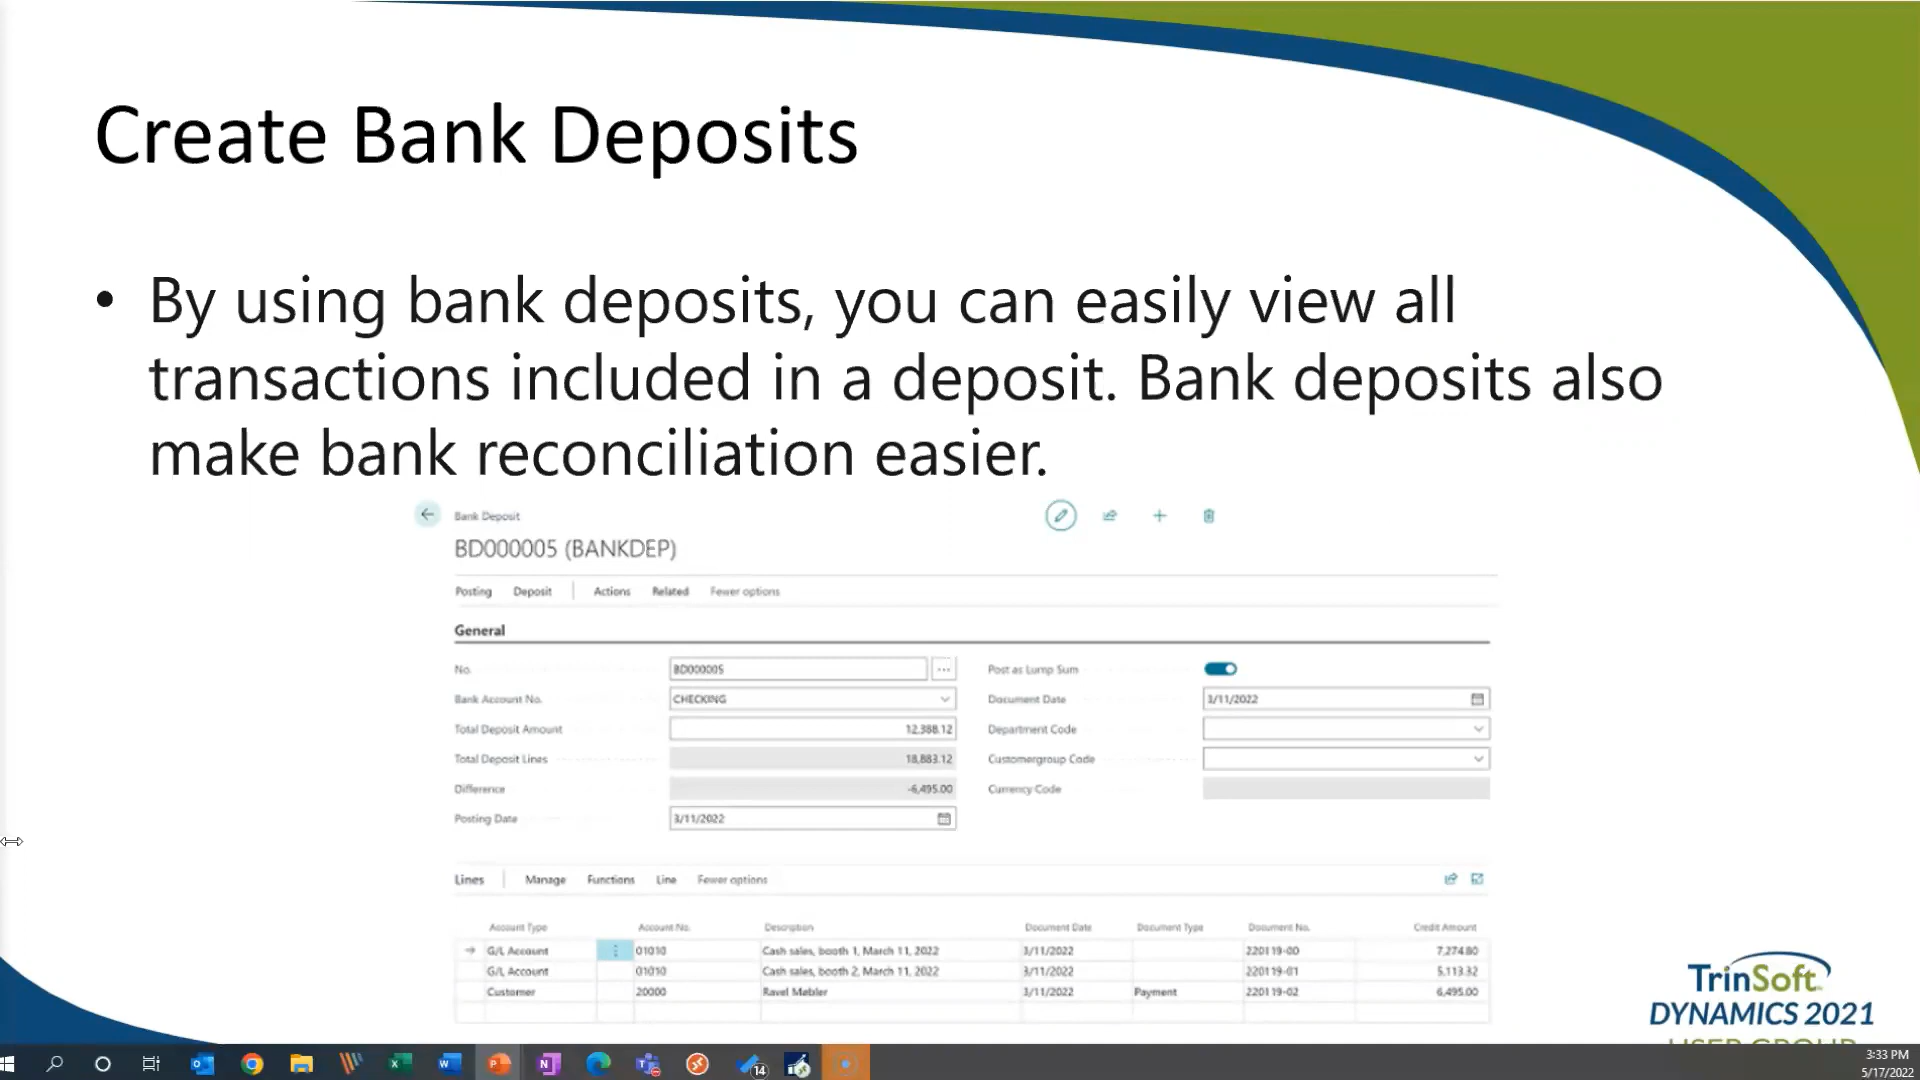 Create Bank Deposits
• By using bank deposits, you can easily view all
transactions included in a deposit. Bank deposits also
make bank reconciliation easier.
Bank Deposit
BD000005 (BANKDEP)
Posting Deposit Actions Related Fewer options
General
No. BD000005 Post as Lump Sum
Bank Account No. CHECKING Document Date 3/11/2022
Total Deposit Amount 12,388.12 Department Code
Total Deposit Lines 18,883.12 Customergroup Code
Difference -6,495.00 Currency Code
Posting Date 3/11/2022
Lines Manage Functions Line Fewer options
Account Type Account No. Description Document Date Document Type Document No. Credit Amount
G/L Account 01010 Cash sales, booth 1, March 11, 2022 3/11/2022 220119-00 7,274.80
G/L Account 01010 Cash sales, booth 2, March 11, 2022 3/11/2022 220119-01 5,113.32
Customer 20000 Ravel Møbler 3/11/2022 Payment 220119-02 6,495.00
TrinSoft
DYNAMICS 2021
USER GROUP
14
3:33 PM
5/17/2022